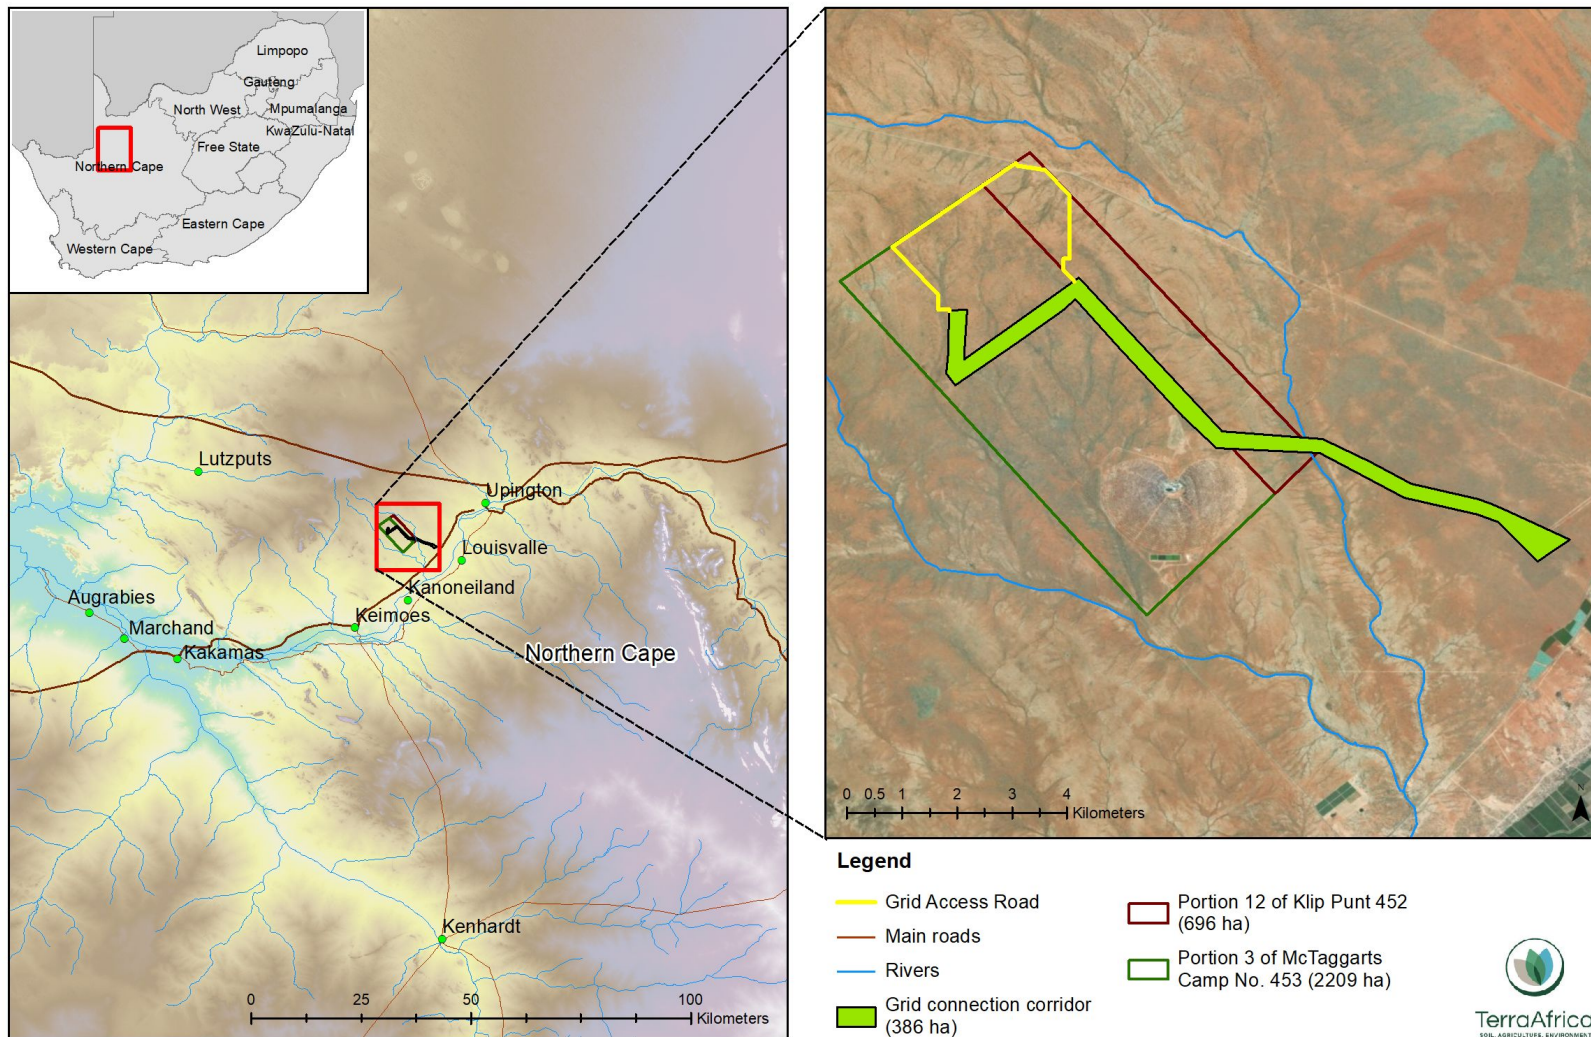 Limpopo
Gauteng
North West
Mpumalanga
KwaZulu-Natal
Free State
Northern Cape
Eastern Cape
Western Cape
Lutzputs
Upington
Louisvalle
Kanoneiland
Keimoes
Augrabies
Marchand
Kakamas
Northern Cape
Kenhardt
0 25 50 100
Kilometers
0 0.5 1 2 3 4
Kilometers
N
Legend
Grid Access Road
Main roads
Rivers
Grid connection corridor
(386 ha)
Portion 12 of Klip Punt 452
(696 ha)
Portion 3 of McTaggarts
Camp No. 453 (2209 ha)
TerraAfrica
SOIL, AGRICULTURE, ENVIRONMENT